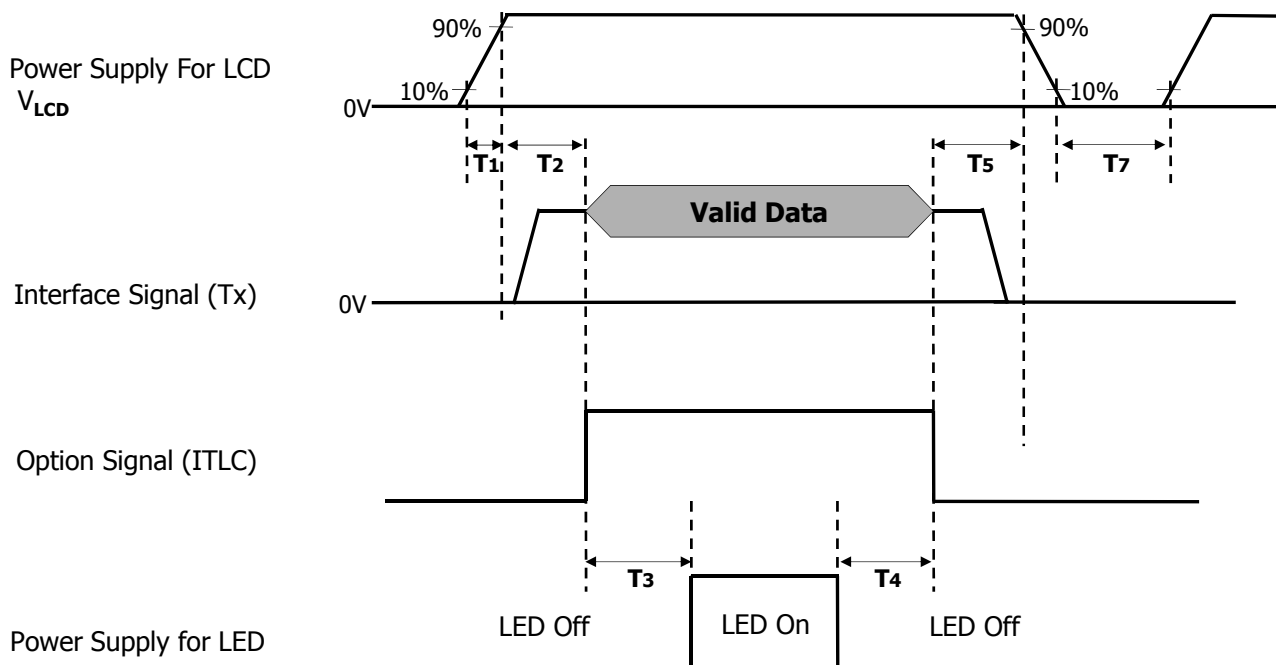 90%
90%
Power Supply For LCD
VLCD
10%
10%
0V
T1
T2
T5
T7
Valid Data
Interface Signal (Tx)
0V
Option Signal (ITLC)
T3
T4
LED Off
LED On
LED Off
Power Supply for LED